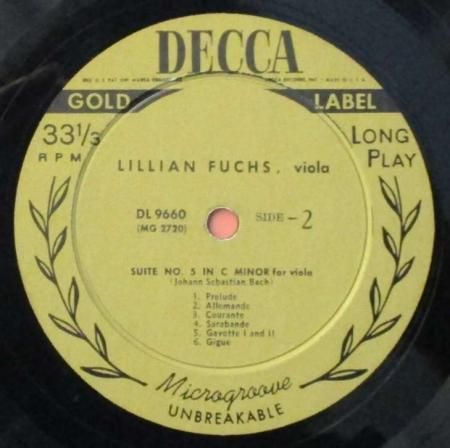 DECCA
GOLD LABEL
33 1/3
RPM
LONG
PLAY
LILLIAN FUCHS, viola
DL 9660
(MG 2720)
SIDE - 2
SUITE NO. 5 IN C MINOR for viola
(Johann Sebastian Bach)
1. Prelude
2. Allemande
3. Courante
4. Sarabande
5. Gavotte I and II
6. Gigue
Microgroove
UNBREAKABLE